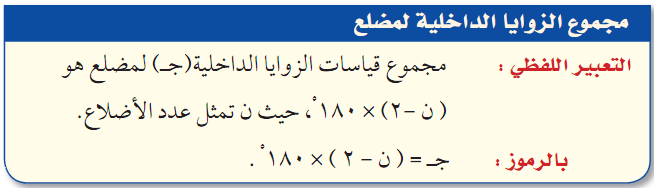 مجموع الزوايا الداخلية لمضلع
التعبير اللفظي : مجموع قياسات الزوايا الداخلية(جـ) لمضلع هو
(ن -٢) × ١٨٠ ْ، حيث ن تمثل عدد الأضلاع.
بالرموز : جـ = (ن - ٢ ) × ١٨٠ ْ .